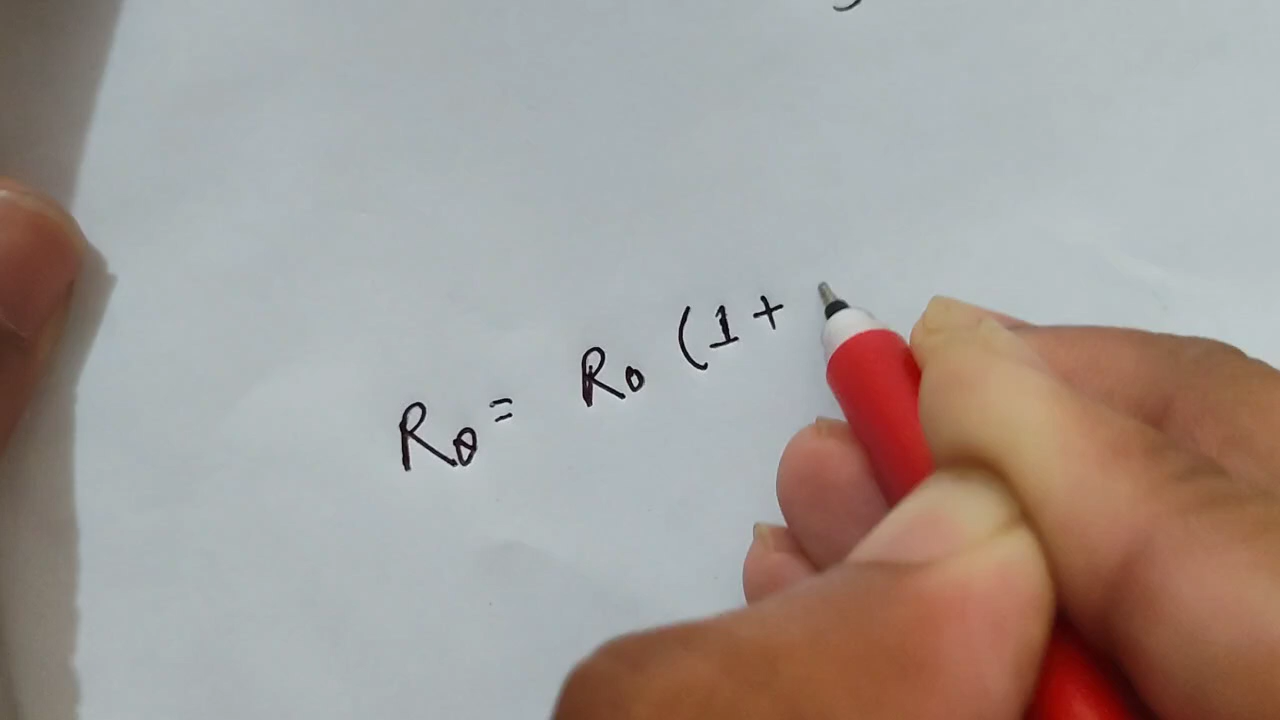 Rθ = R0 (1+